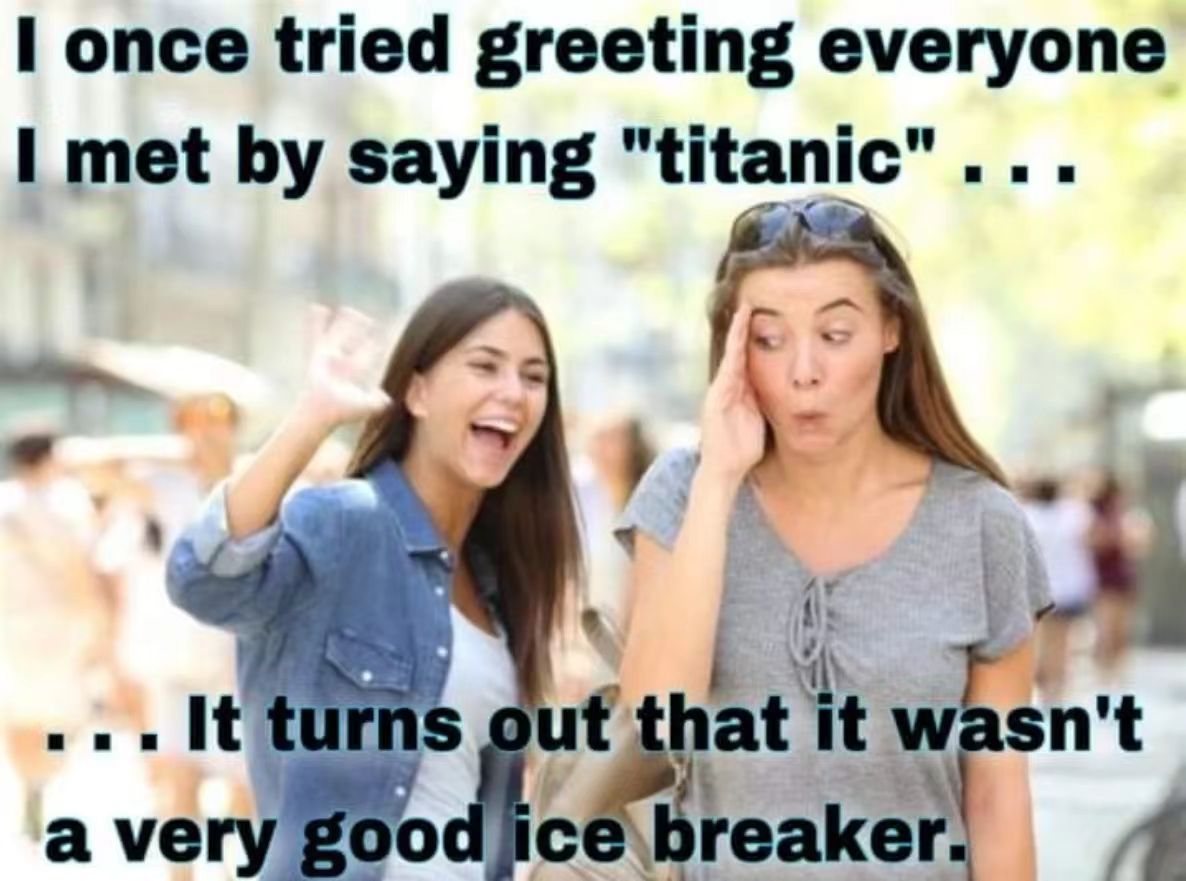 I once tried greeting everyone
I met by saying "titanic" . . .
. . . It turns out that it wasn't
a very good ice breaker.